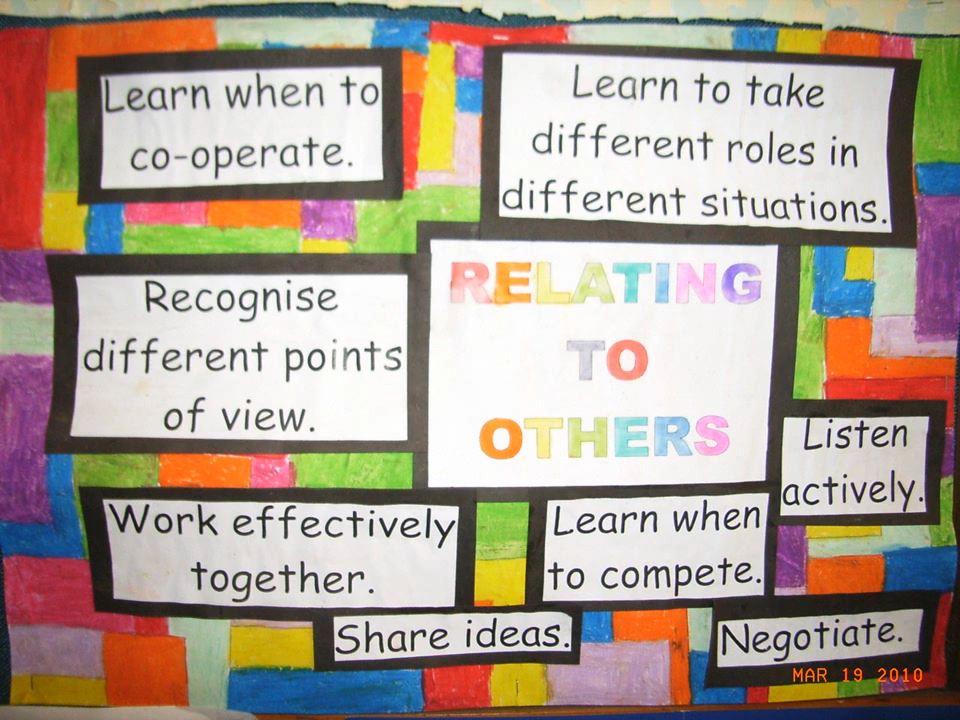 Learn when to
co-operate.
Learn to take
different roles in
different situations.
Recognise
different points
of view.
RELATING
TO
OTHERS
Listen
actively.
Work effectively
together.
Learn when
to compete.
Share ideas.
Negotiate.
MAR 19 2010